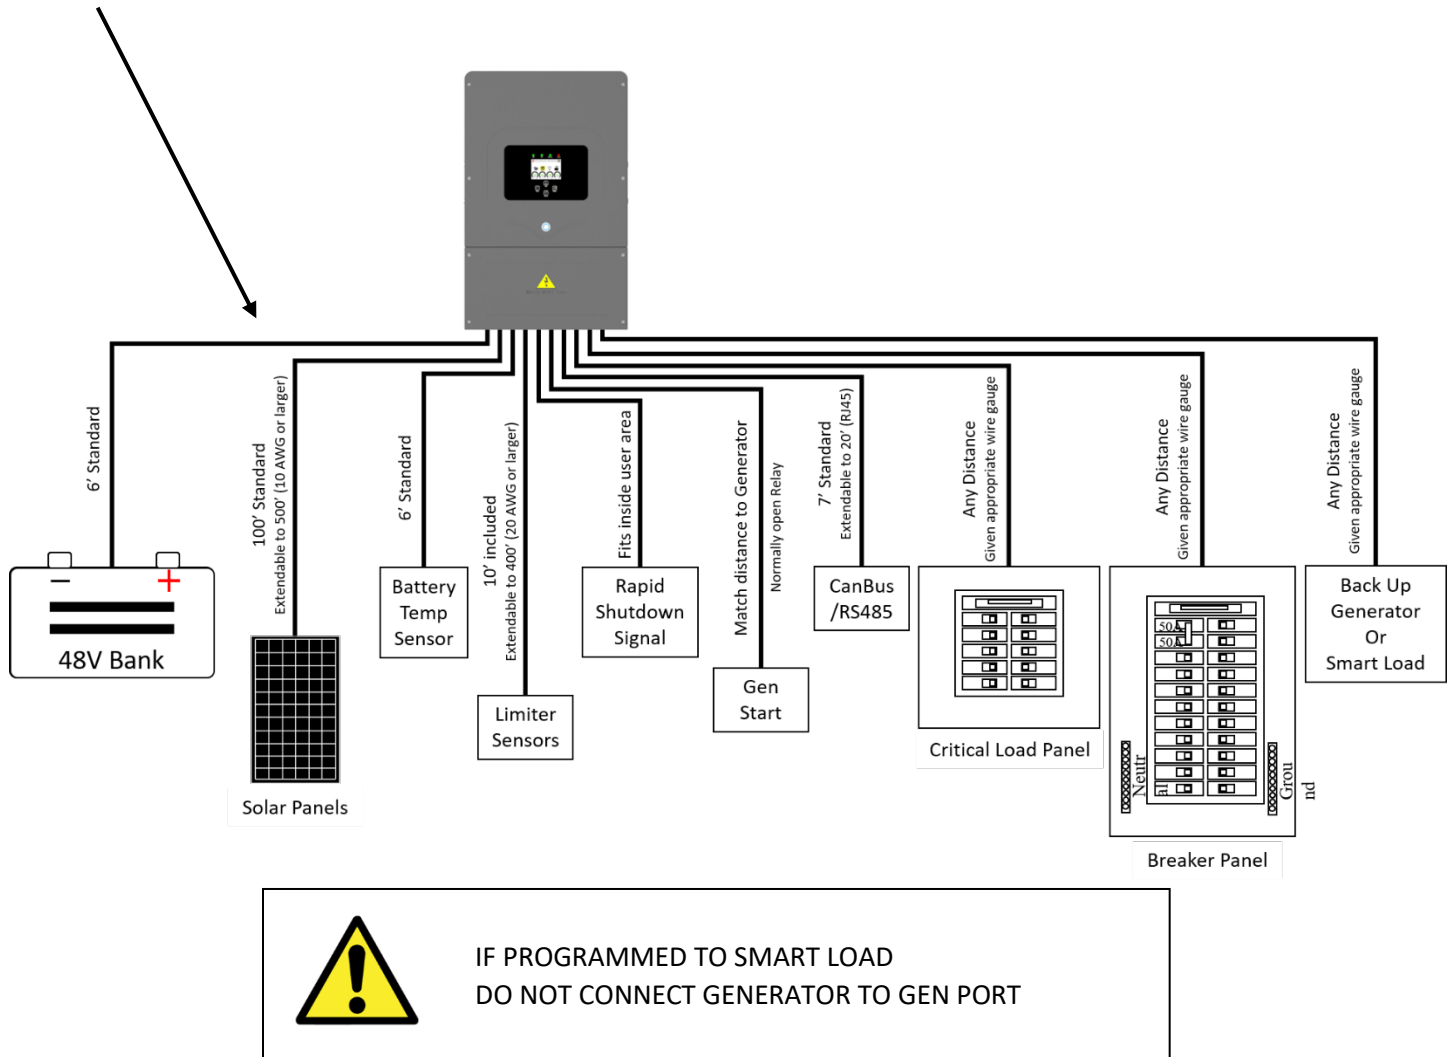 6’ Standard
100’ Standard
Extendable to 500’ (10 AWG or larger)
6’ Standard
10’ included
Extendable to 400’ (20 AWG or larger)
Fits inside user area
Match distance to Generator
Normally open Relay
7’ Standard
Extendable to 20’ (RJ45)
Any Distance
Given appropriate wire gauge
Any Distance
Given appropriate wire gauge
Any Distance
Given appropriate wire gauge
– +
48V Bank
Solar Panels
Battery
Temp
Sensor
Limiter
Sensors
Rapid
Shutdown
Signal
Gen
Start
CanBus
/RS485
Critical Load Panel
50A
50A
Neutr
al
Grou
nd
Breaker Panel
Back Up
Generator
Or
Smart Load
IF PROGRAMMED TO SMART LOAD
DO NOT CONNECT GENERATOR TO GEN PORT